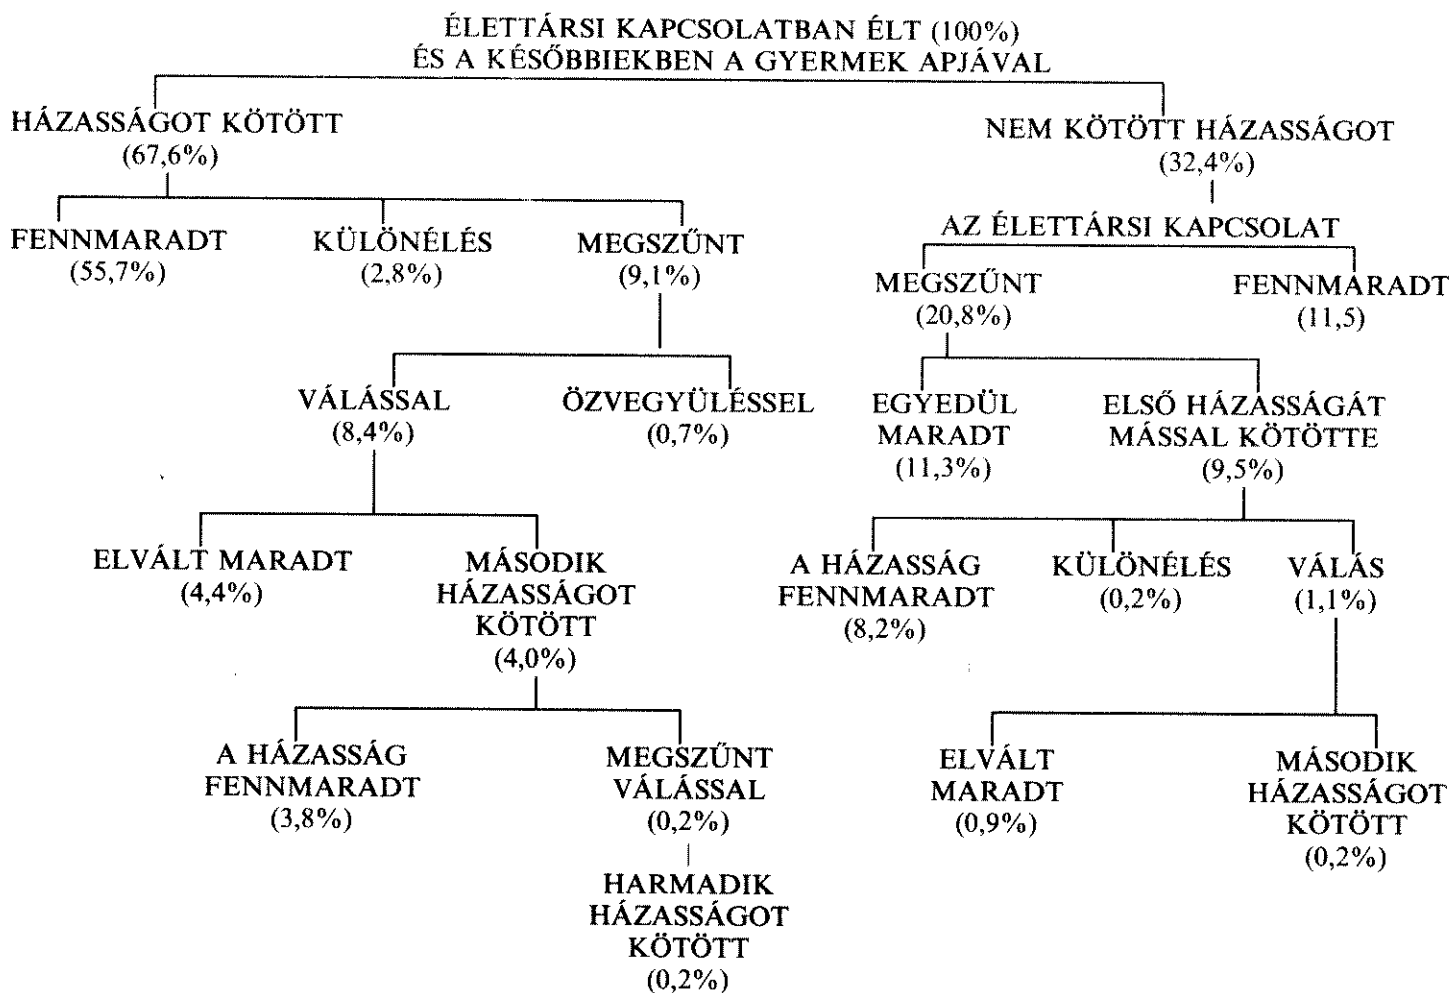 ÉLETTÁRSI KAPCSOLATBAN ÉLT (100%)
ÉS A KÉSŐBBIEKBEN A GYERMEK APJÁVAL
HÁZASSÁGOT KÖTÖTT
(67,6%)
NEM KÖTÖTT HÁZASSÁGOT
(32,4%)
FENNMARADT
(55,7%)
KÜLÖNÉLÉS
(2,8%)
MEGSZŰNT
(9,1%)
AZ ÉLETTÁRSI KAPCSOLAT
MEGSZŰNT
(20,8%)
FENNMARADT
(11,5)
VÁLÁSSAL
(8,4%)
ÖZVEGYÜLÉSSEL
(0,7%)
EGYEDÜL
MARADT
(11,3%)
ELSŐ HÁZASSÁGÁT
MÁSSAL KÖTÖTTE
(9,5%)
ELVÁLT MARADT
(4,4%)
MÁSODIK
HÁZASSÁGOT
KÖTÖTT
(4,0%)
A HÁZASSÁG
FENNMARADT
(8,2%)
KÜLÖNÉLÉS
(0,2%)
VÁLÁS
(1,1%)
A HÁZASSÁG
FENNMARADT
(3,8%)
MEGSZŰNT
VÁLÁSSAL
(0,2%)
HARMADIK
HÁZASSÁGOT
KÖTÖTT
(0,2%)
ELVÁLT
MARADT
(0,9%)
MÁSODIK
HÁZASSÁGOT
KÖTÖTT
(0,2%)